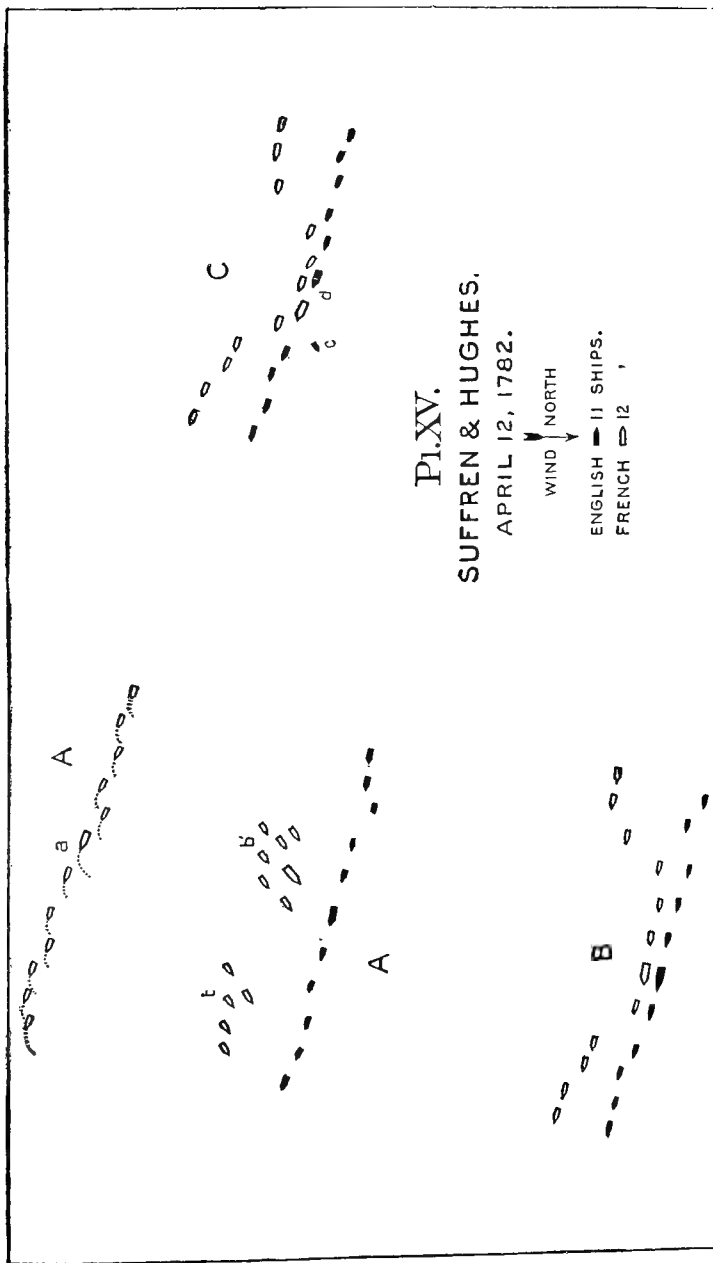 A
a
C
b'
t
A
d
c
B
Pl.XV.
SUFFREN & HUGHES.
APRIL 12, 1782.
WIND NORTH
ENGLISH 11 SHIPS.
FRENCH 12 ,